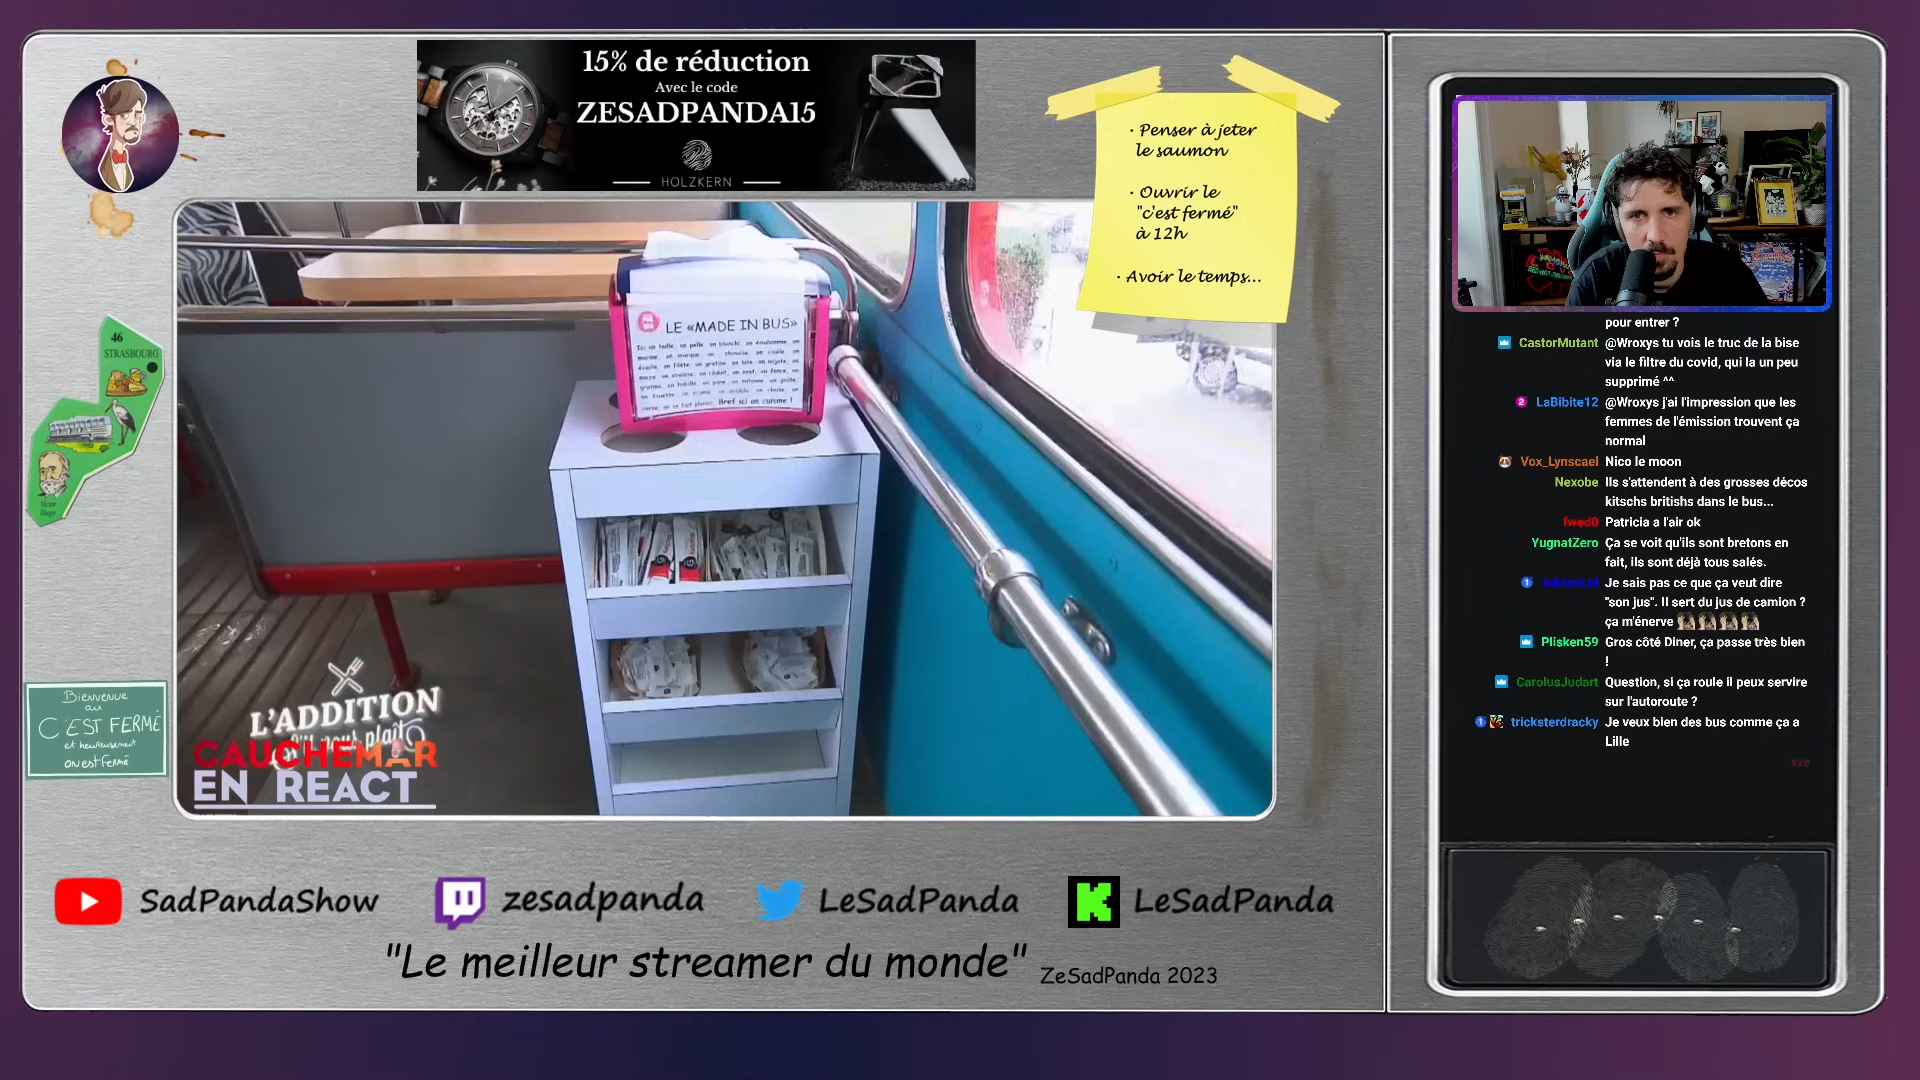 15% de réduction
Avec le code
ZESADPANDA15
HOLZKERN
· Penser à jeter
le saumon
· Ouvrir le
"c'est fermé"
à 12h
· Avoir le temps...
46
STRASBOURG
Victor
Hugo
Bienvenue
au
C'EST FERMÉ
et heureusement
on est fermé
LE «MADE IN BUS»
Bref ici on cuisine !
L'ADDITION
s'il vous plaît
CAUCHEMAR
EN REACT
pour entrer ?
CastorMutant @Wroxys tu vois le truc de la bise
via le filtre du covid, qui la un peu
supprimé ^^
2 LaBibite12 @Wroxys j'ai l'impression que les
femmes de l'émission trouvent ça
normal
Vox_Lynscael Nico le moon
Nexobe Ils s'attendent à des grosses décos
kitschs britishs dans le bus...
fwed0 Patricia a l'air ok
YugnatZero Ça se voit qu'ils sont bretons en
fait, ils sont déjà tous salés.
1 Je sais pas ce que ça veut dire
"son jus". Il sert du jus de camion ?
ça m'énerve
Plisken59 Gros côté Diner, ça passe très bien
!
CarolusJudart Question, si ça roule il peux servire
sur l'autoroute ?
1 tricksterdracky Je veux bien des bus comme ça a
Lille
SadPandaShow
zesadpanda
LeSadPanda
LeSadPanda
"Le meilleur streamer du monde"
ZeSadPanda 2023